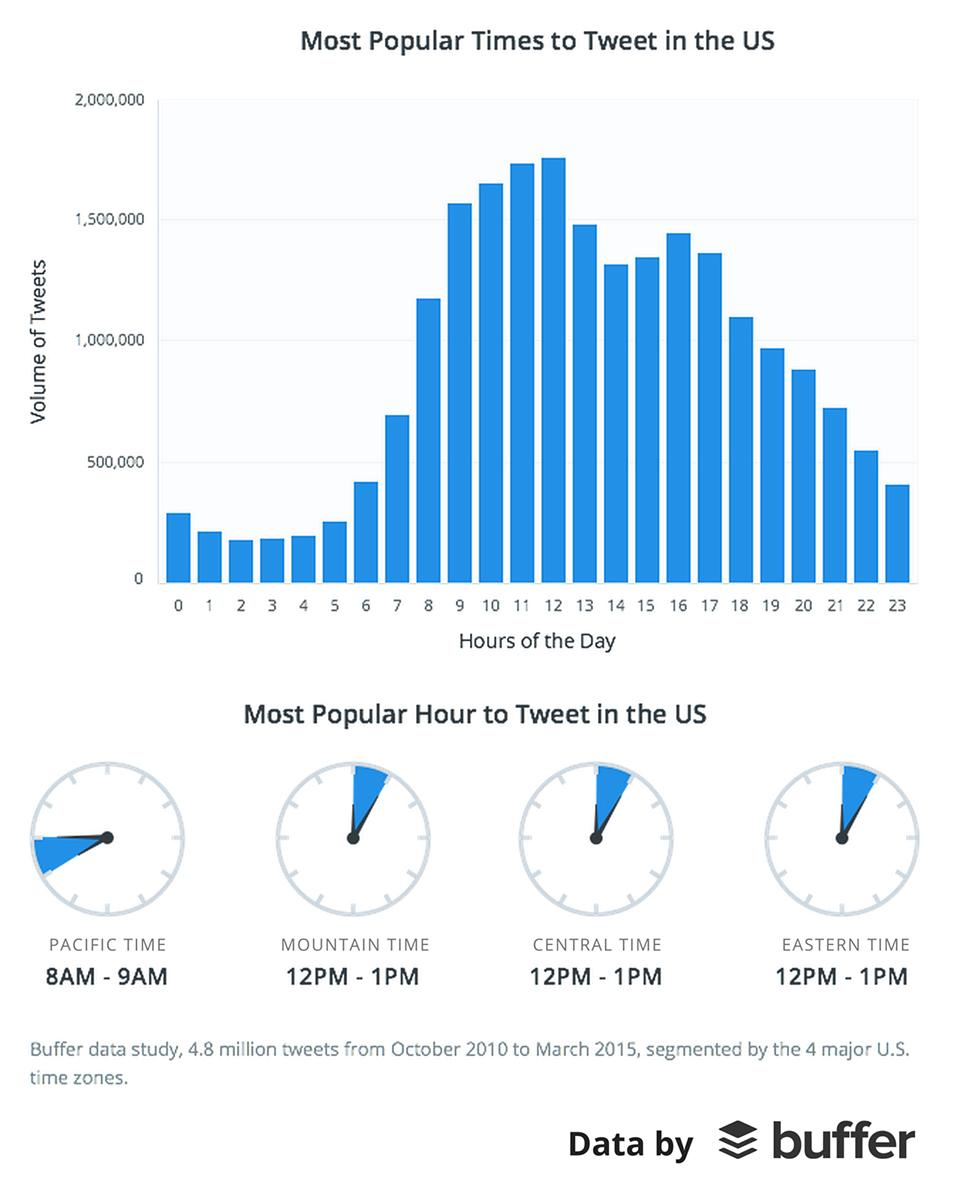 Most Popular Times to Tweet in the US
2,000,000
1,500,000
1,000,000
500,000
0
Volume of Tweets
0 1 2 3 4 5 6 7 8 9 10 11 12 13 14 15 16 17 18 19 20 21 22 23
Hours of the Day
Most Popular Hour to Tweet in the US
PACIFIC TIME MOUNTAIN TIME CENTRAL TIME EASTERN TIME
8AM - 9AM 12PM - 1PM 12PM - 1PM 12PM - 1PM
Buffer data study, 4.8 million tweets from October 2010 to March 2015, segmented by the 4 major U.S.
time zones.
Data by buffer